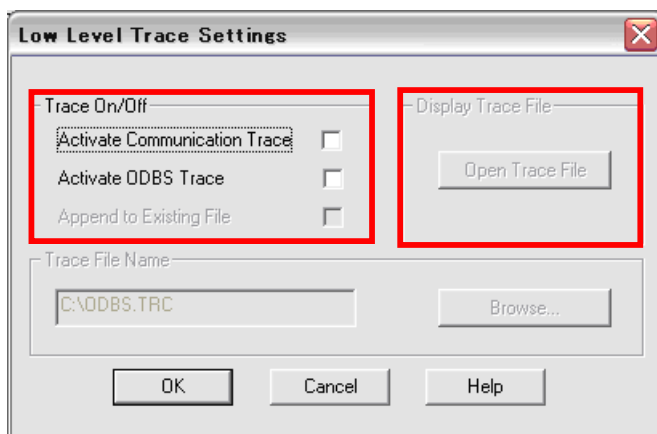 Low Level Trace Settings
Trace On/Off
Activate Communication Trace
Activate ODBS Trace
Append to Existing File
Display Trace File
Open Trace File
Trace File Name
C:\ODBS.TRC
Browse...
OK
Cancel
Help